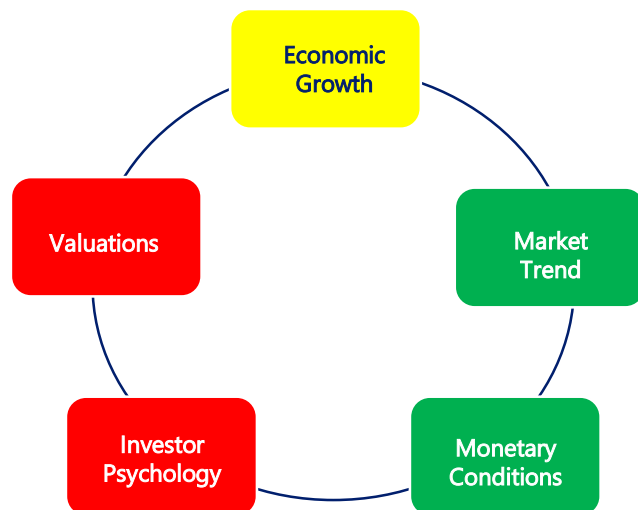 Economic
Growth
Valuations
Market
Trend
Investor
Psychology
Monetary
Conditions